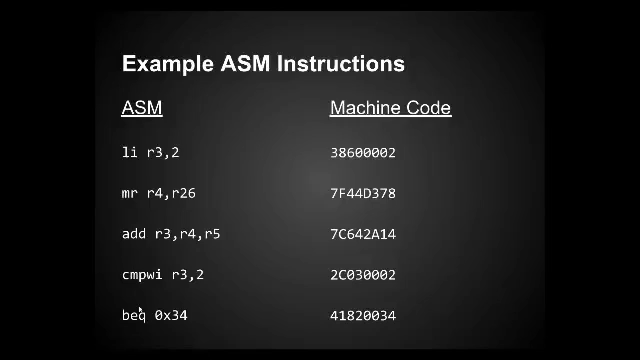 Example ASM Instructions
ASM Machine Code
li r3,2 38600002
mr r4,r26 7F44D378
add r3,r4,r5 7C642A14
cmpwi r3,2 2C030002
beq 0x34 41820034